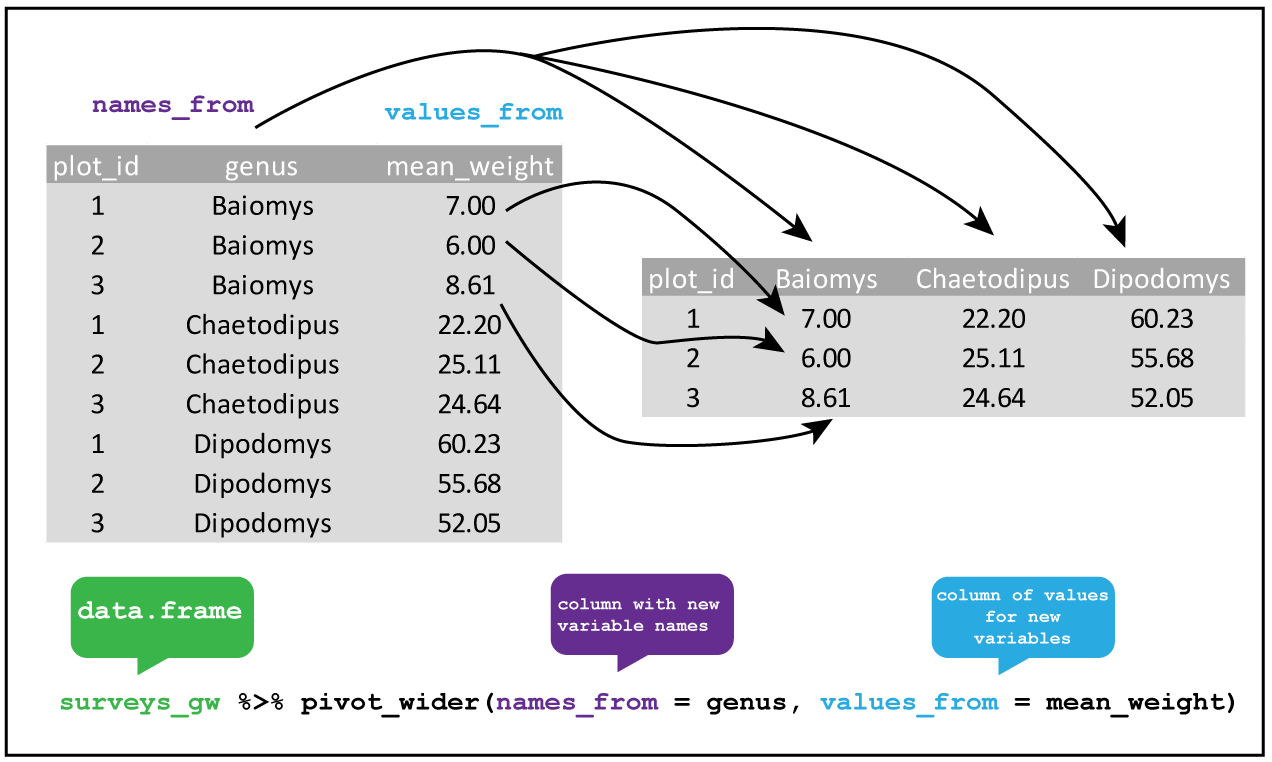 names_from values_from
plot_id genus mean_weight
1 Baiomys 7.00
2 Baiomys 6.00
3 Baiomys 8.61
1 Chaetodipus 22.20
2 Chaetodipus 25.11
3 Chaetodipus 24.64
1 Dipodomys 60.23
2 Dipodomys 55.68
3 Dipodomys 52.05
plot_id Baiomys Chaetodipus Dipodomys
1 7.00 22.20 60.23
2 6.00 25.11 55.68
3 8.61 24.64 52.05
data.frame
column with new
variable names
column of values
for new
variables
surveys_gw %>% pivot_wider(names_from = genus, values_from = mean_weight)